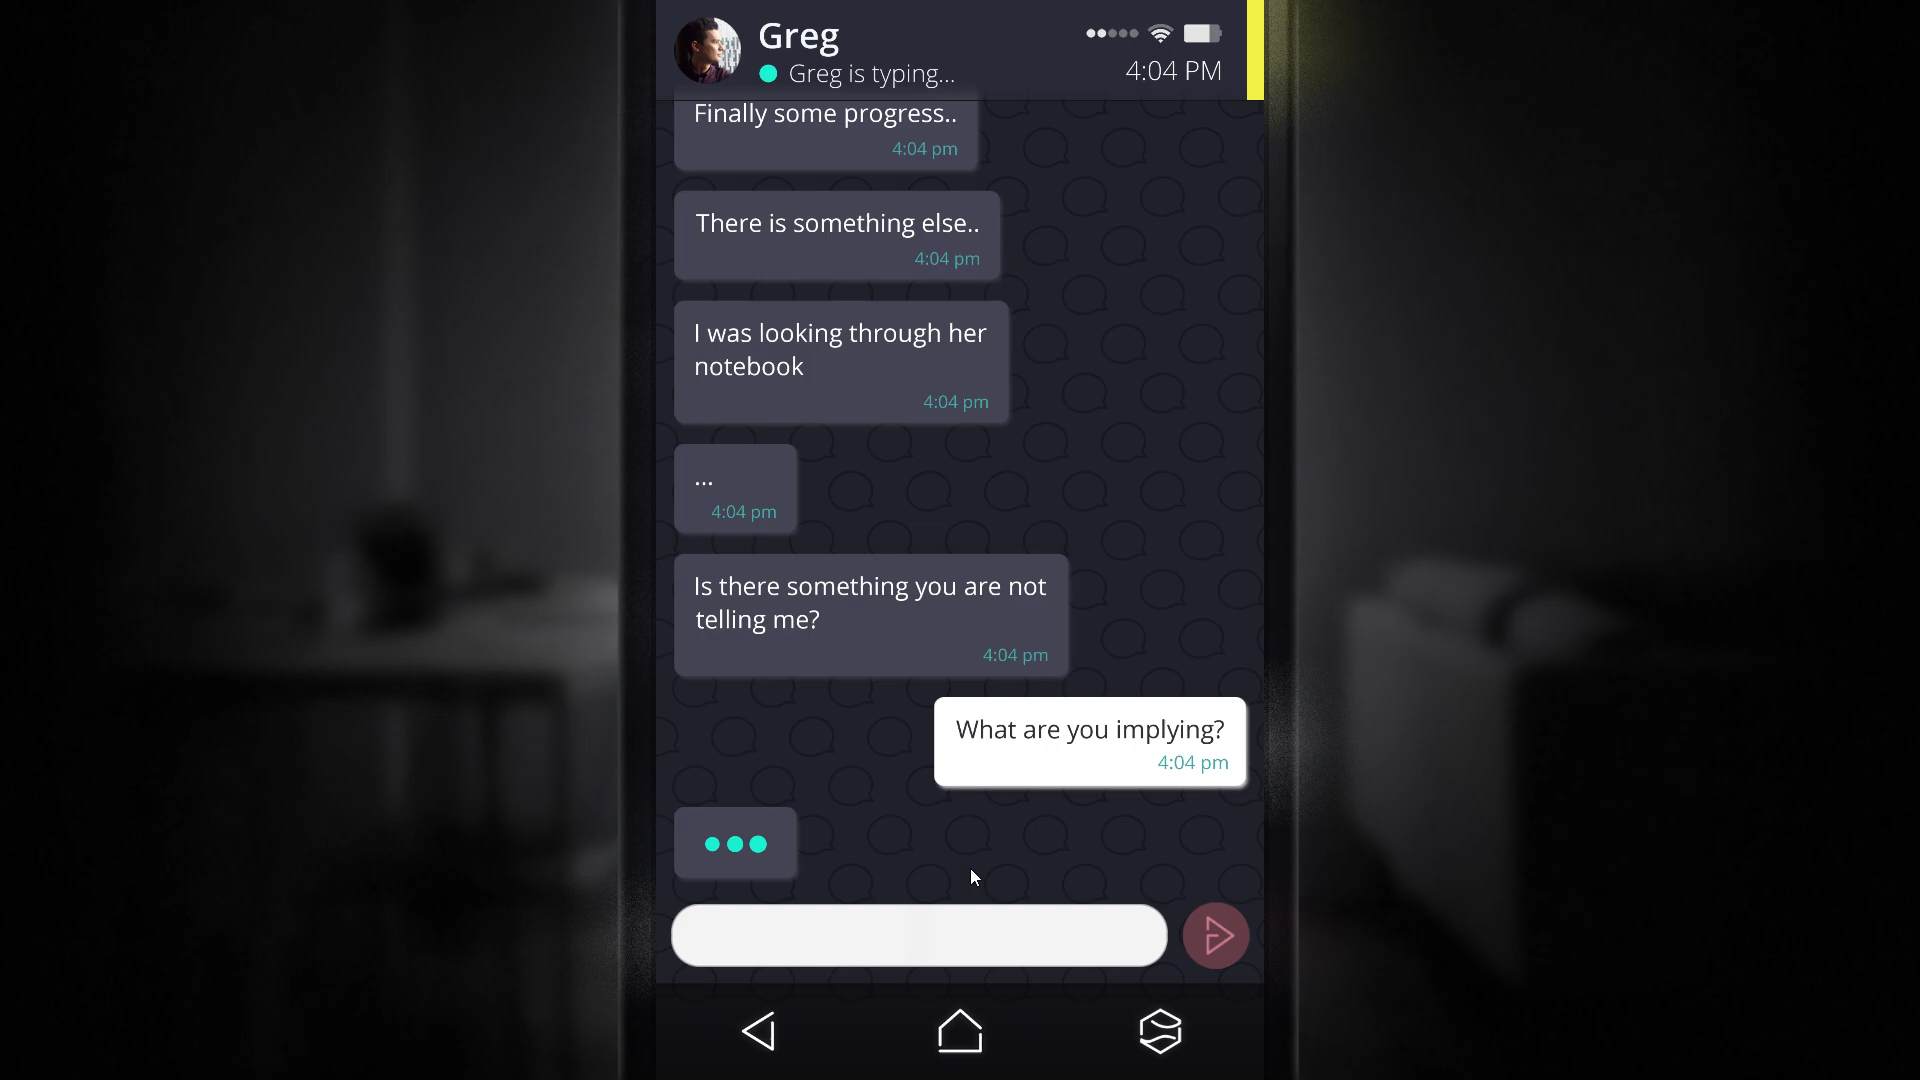 Greg
Greg is typing...
4:04 PM
Finally some progress..
4:04 pm
There is something else..
4:04 pm
I was looking through her
notebook
4:04 pm
...
4:04 pm
Is there something you are not
telling me?
4:04 pm
What are you implying?
4:04 pm